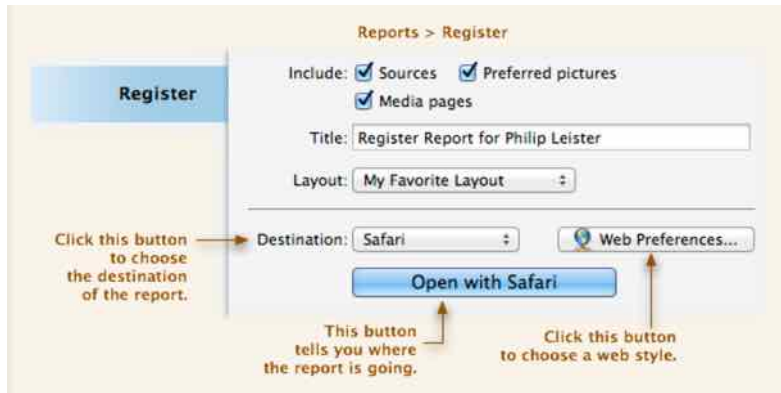 Reports > Register
Register
Include: Sources Preferred pictures
Media pages
Title: Register Report for Philip Leister
Layout: My Favorite Layout
Click this button
to choose
the destination
of the report.
Destination: Safari Web Preferences...
Open with Safari
This button
tells you where
the report is going.
Click this button
to choose a web style.